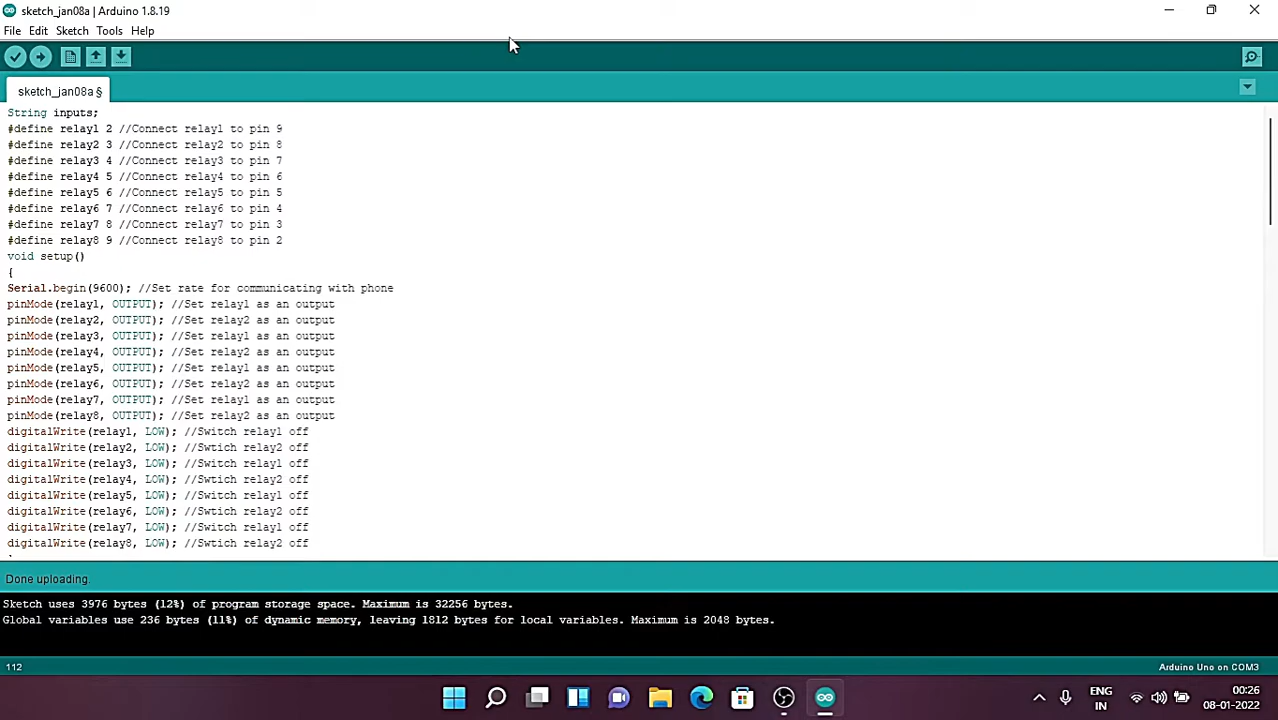 sketch_jan08a | Arduino 1.8.19
File Edit Sketch Tools Help
sketch_jan08a §
String inputs;
#define relay1 2 //Connect relay1 to pin 9
#define relay2 3 //Connect relay2 to pin 8
#define relay3 4 //Connect relay3 to pin 7
#define relay4 5 //Connect relay4 to pin 6
#define relay5 6 //Connect relay5 to pin 5
#define relay6 7 //Connect relay6 to pin 4
#define relay7 8 //Connect relay7 to pin 3
#define relay8 9 //Connect relay8 to pin 2
void setup()
{
Serial.begin(9600); //Set rate for communicating with phone
pinMode(relay1, OUTPUT); //Set relay1 as an output
pinMode(relay2, OUTPUT); //Set relay2 as an output
pinMode(relay3, OUTPUT); //Set relay1 as an output
pinMode(relay4, OUTPUT); //Set relay2 as an output
pinMode(relay5, OUTPUT); //Set relay1 as an output
pinMode(relay6, OUTPUT); //Set relay2 as an output
pinMode(relay7, OUTPUT); //Set relay1 as an output
pinMode(relay8, OUTPUT); //Set relay2 as an output
digitalWrite(relay1, LOW); //Switch relay1 off
digitalWrite(relay2, LOW); //Swtich relay2 off
digitalWrite(relay3, LOW); //Switch relay1 off
digitalWrite(relay4, LOW); //Swtich relay2 off
digitalWrite(relay5, LOW); //Switch relay1 off
digitalWrite(relay6, LOW); //Swtich relay2 off
digitalWrite(relay7, LOW); //Switch relay1 off
digitalWrite(relay8, LOW); //Swtich relay2 off
Done uploading.
Sketch uses 3976 bytes (12%) of program storage space. Maximum is 32256 bytes.
Global variables use 236 bytes (11%) of dynamic memory, leaving 1812 bytes for local variables. Maximum is 2048 bytes.
112 Arduino Uno on COM3
ENG 00:26
IN 08-01-2022